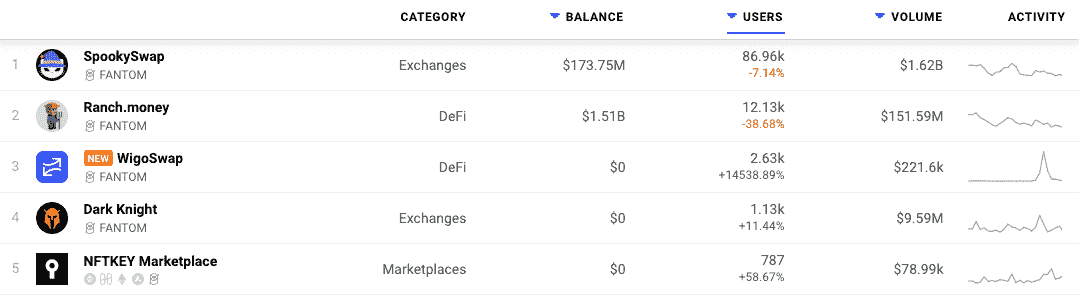 CATEGORY BALANCE USERS VOLUME ACTIVITY
1 SpookySwap Exchanges $173.75M 86.96k $1.62B
FANTOM -7.14%
2 Ranch.money DeFi $1.51B 12.13k $151.59M
FANTOM -38.68%
3 NEW WigoSwap DeFi $0 2.63k $221.6k
FANTOM +14538.89%
4 Dark Knight Exchanges $0 1.13k $9.59M
FANTOM +11.44%
5 NFTKEY Marketplace Marketplaces $0 787 $78.99k
+58.67%